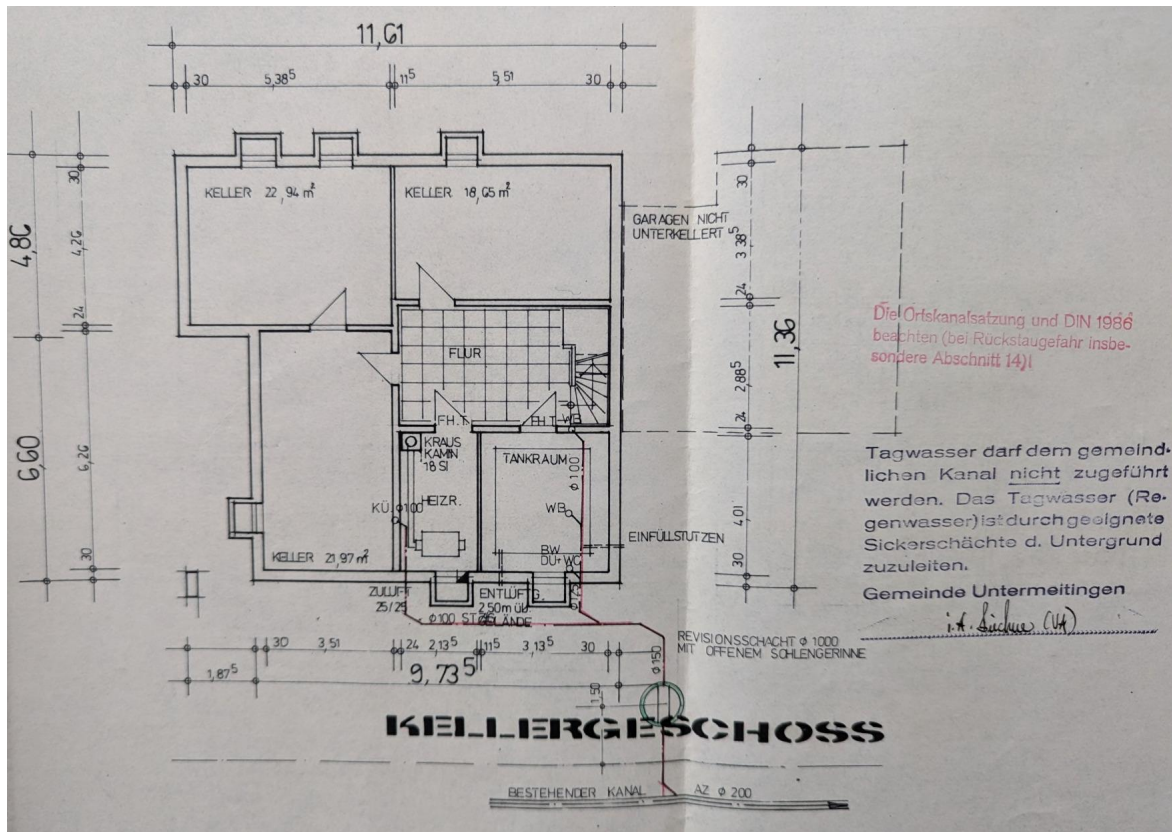 11,61
30 5,38⁵ 11⁵ 5,51 30
30
4,26
24
6,26
30
4,86
6,60
KELLER 22,94 m²
KELLER 18,65 m²
GARAGEN NICHT
UNTERKELLERT
30
3,38⁵
24
2,88⁵
24
4,01
30
11,36
FLUR
FH.T.
FH.T.
WB
KRAUS
KAMIN
18 SI
TANKRAUM
ϕ 100
HEIZR.
KÜ. ϕ 100
WB
EINFÜLLSTUTZEN
BW
DU+WC
KELLER 21,97 m²
ZULUFT
25/25
ENTLÜFTG.
2,50m üb.
GELÄNDE
ϕ 100
REVISIONSSCHACHT ϕ 1000
MIT OFFENEM SCHLENGERINNE
30 3,51 24 2,13⁵ 11⁵ 3,13⁵ 30
1,87⁵ 9,73⁵
ϕ 150
1,50
KELLERGESCHOSS
BESTEHENDER KANAL AZ ϕ 200
Die Ortskanalsatzung und DIN 1986
beachten (bei Rückstaugefahr insbe-
sondere Abschnitt 14)!
Tagwasser darf dem gemeind-
lichen Kanal nicht zugeführt
werden. Das Tagwasser (Re-
genwasser) ist durch geeignete
Sickerschächte d. Untergrund
zuzuleiten.
Gemeinde Untermeitingen
i.A.